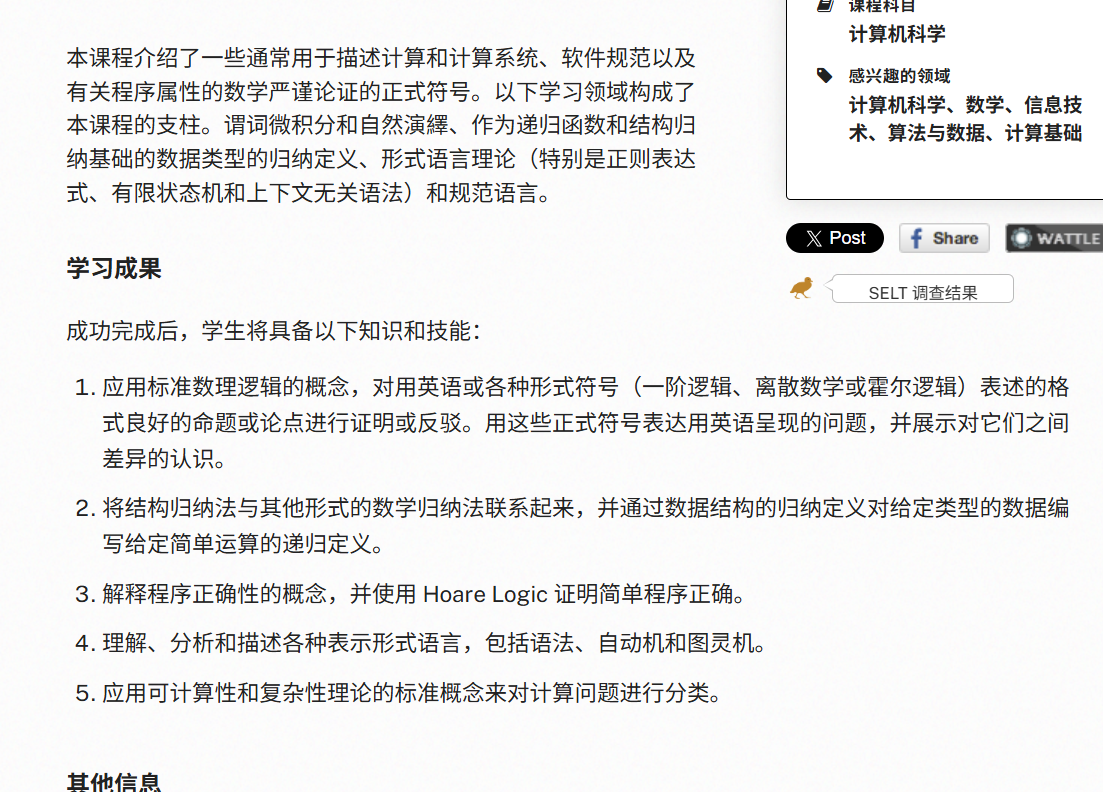 本课程介绍了一些通常用于描述计算和计算系统、软件规范以及
有关程序属性的数学严谨论证的正式符号。以下学习领域构成了
本课程的支柱。谓词微积分和自然演繹、作为递归函数和结构归
纳基础的数据类型的归纳定义、形式语言理论（特别是正则表达
式、有限状态机和上下文无关语法）和规范语言。
学习成果
成功完成后，学生将具备以下知识和技能：
1. 应用标准数理逻辑的概念，对用英语或各种形式符号（一阶逻辑、离散数学或霍尔逻辑）表述的格
式良好的命题或论点进行证明或反驳。用这些正式符号表达用英语呈现的问题，并展示对它们之间
差异的认识。
2. 将结构归纳法与其他形式的数学归纳法联系起来，并通过数据结构的归纳定义对给定类型的数据编
写给定简单运算的递归定义。
3. 解释程序正确性的概念，并使用 Hoare Logic 证明简单程序正确。
4. 理解、分析和描述各种表示形式语言，包括语法、自动机和图灵机。
5. 应用可计算性和复杂性理论的标准概念来对计算问题进行分类。
其他信息
课程科目
计算机科学
感兴趣的领域
计算机科学、数学、信息技
术、算法与数据、计算基础
X Post
f Share
WATTLE
SELT 调查结果